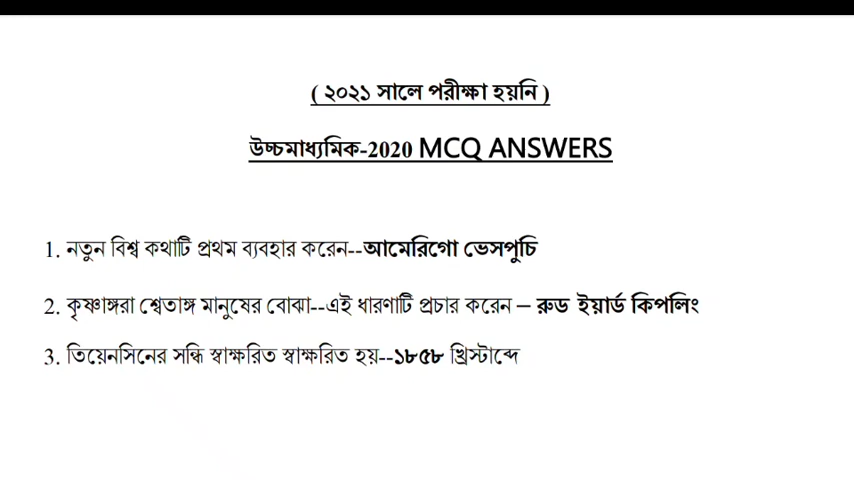 ( ২০২১ সালে পরীক্ষা হয়নি )
উচ্চমাধ্যমিক-2020 MCQ ANSWERS
1. নতুন বিশ্ব কথাটি প্রথম ব্যবহার করেন--আমেরিগো ভেসপুচি
2. কৃষ্ণাঙ্গরা শ্বেতাঙ্গ মানুষের বোঝা--এই ধারণাটি প্রচার করেন – রুড ইয়ার্ড কিপলিং
3. তিয়েনসিনের সন্ধি স্বাক্ষরিত স্বাক্ষরিত হয়--১৮৫৮ খ্রিস্টাব্দে